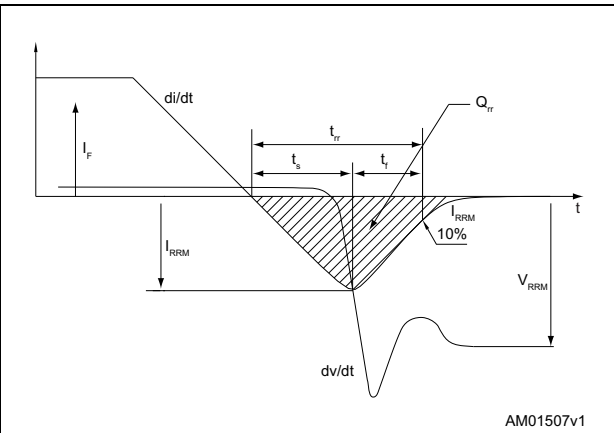 di/dt
Q_rr
t_rr
I_F
t_s
t_f
t
I_RRM
10%
I_RRM
V_RRM
dv/dt
AM01507v1